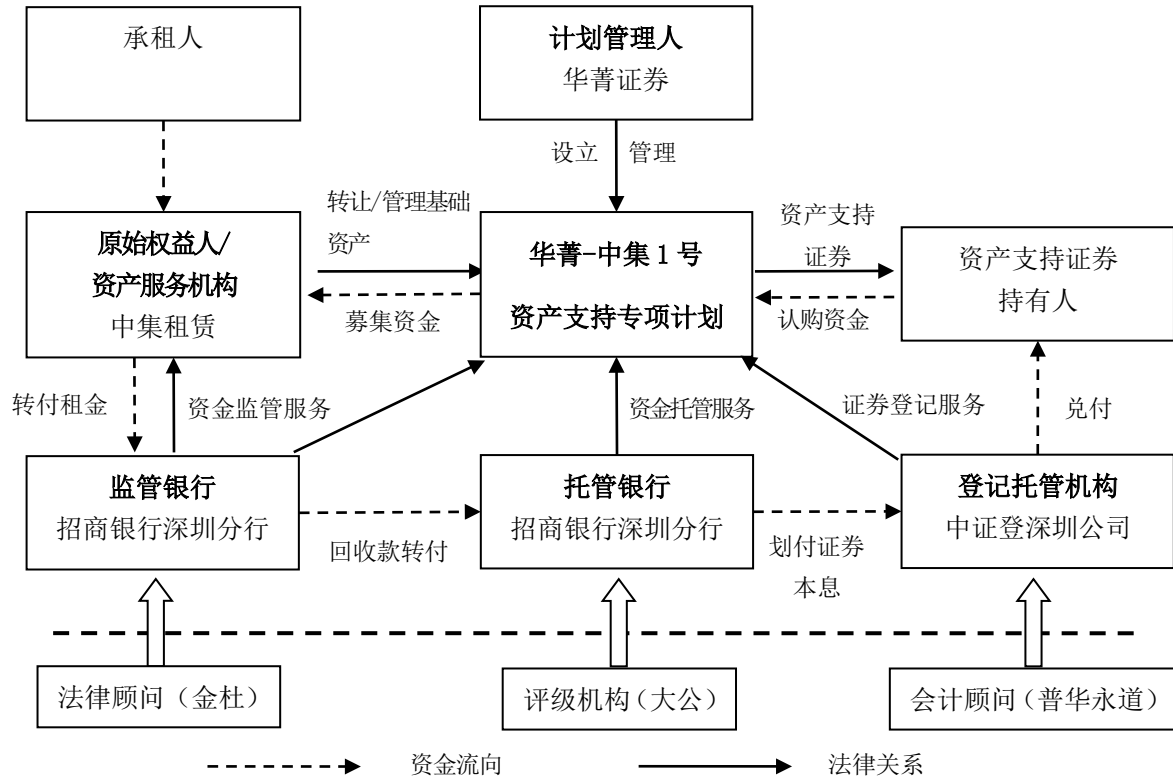 承租人
计划管理人
华菁证券
设立
管理
转让/管理基础
资产
募集资金
原始权益人/
资产服务机构
中集租赁
华菁-中集 1 号
资产支持专项计划
资产支持
证券
认购资金
资产支持证券
持有人
转付租金
资金监管服务
资金托管服务
证券登记服务
兑付
监管银行
招商银行深圳分行
回收款转付
托管银行
招商银行深圳分行
划付证券
本息
登记托管机构
中证登深圳公司
法律顾问（金杜）
评级机构（大公）
会计顾问（普华永道）
资金流向
法律关系